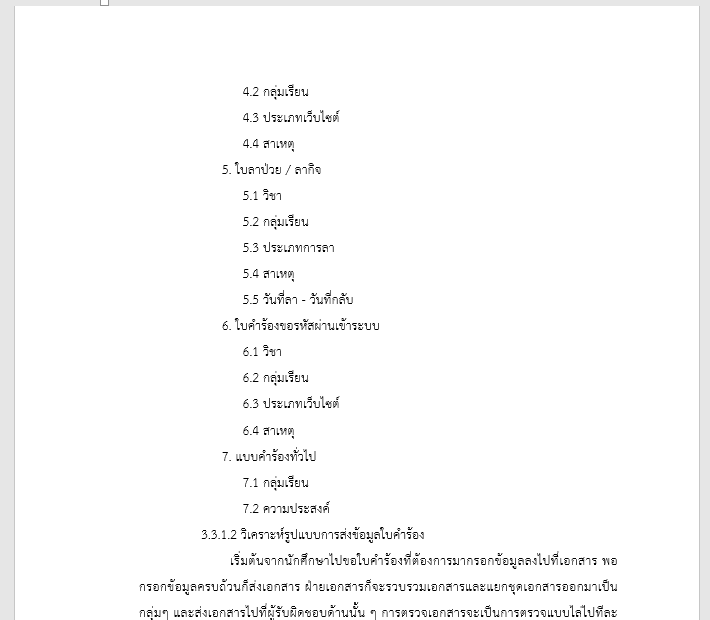 4.2 กลุ่มเรียน
4.3 ประเภทเว็บไซต์
4.4 สาเหตุ
5. ใบลาป่วย / ลากิจ
5.1 วิชา
5.2 กลุ่มเรียน
5.3 ประเภทการลา
5.4 สาเหตุ
5.5 วันที่ลา - วันที่กลับ
6. ใบคำร้องขอรหัสผ่านเข้าระบบ
6.1 วิชา
6.2 กลุ่มเรียน
6.3 ประเภทเว็บไซต์
6.4 สาเหตุ
7. แบบคำร้องทั่วไป
7.1 กลุ่มเรียน
7.2 ความประสงค์
3.3.1.2 วิเคราะห์รูปแบบการส่งข้อมูลใบคำร้อง
เริ่มต้นจากนักศึกษาไปขอใบคำร้องที่ต้องการมากรอกข้อมูลลงไปที่เอกสาร พอ
กรอกข้อมูลครบถ้วนก็ส่งเอกสาร ฝ่ายเอกสารก็จะรวบรวมเอกสารและแยกชุดเอกสารออกมาเป็น
กลุ่มๆ และส่งเอกสารไปที่ผู้รับผิดชอบด้านนั้น ๆ การตรวจเอกสารจะเป็นการตรวจแบบไล่ไปทีละ